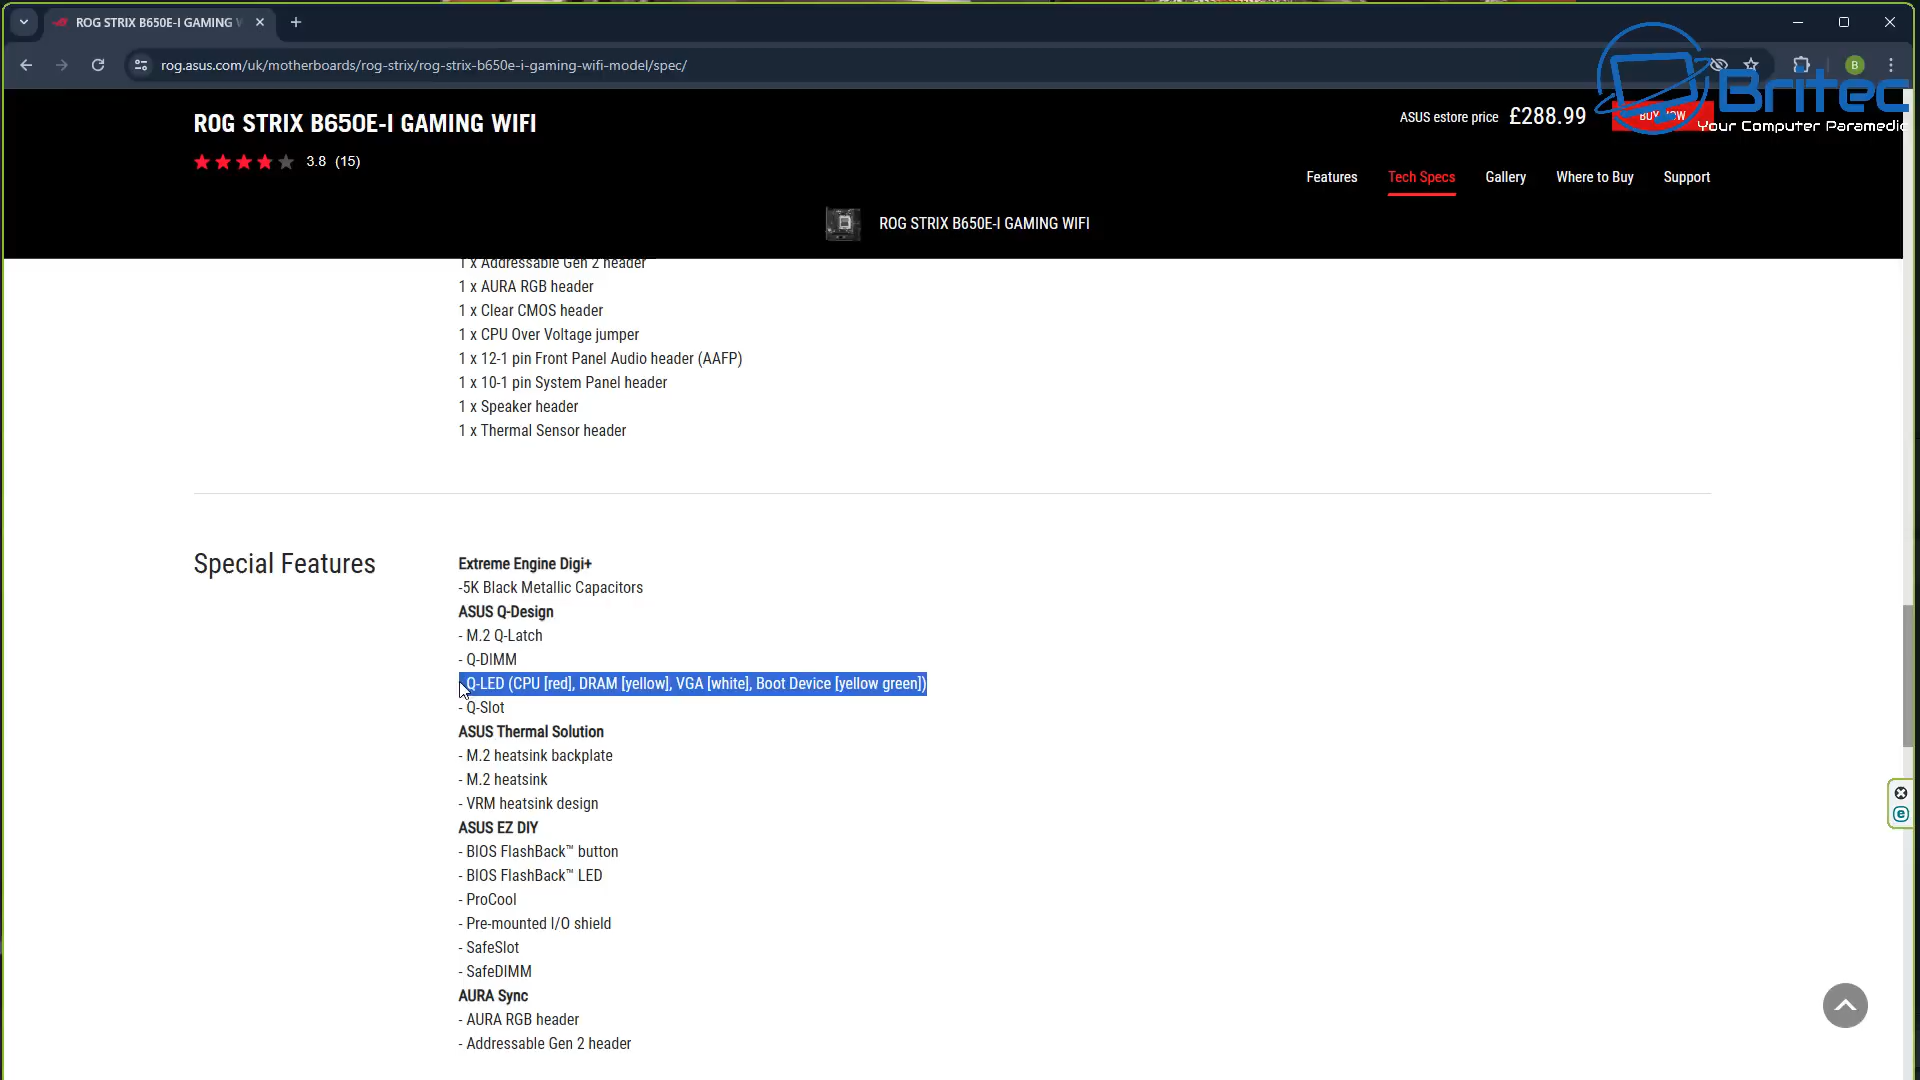 ROG STRIX B650E-I GAMING W
rog.asus.com/uk/motherboards/rog-strix/rog-strix-b650e-i-gaming-wifi-model/spec/
B
Britec
Your Computer Paramedic
ROG STRIX B650E-I GAMING WIFI
ASUS estore price £288.99
BUY NOW
3.8 (15)
Features Tech Specs Gallery Where to Buy Support
ROG STRIX B650E-I GAMING WIFI
1 x Addressable Gen 2 header
1 x AURA RGB header
1 x Clear CMOS header
1 x CPU Over Voltage jumper
1 x 12-1 pin Front Panel Audio header (AAFP)
1 x 10-1 pin System Panel header
1 x Speaker header
1 x Thermal Sensor header
Special Features
Extreme Engine Digi+
-5K Black Metallic Capacitors
ASUS Q-Design
- M.2 Q-Latch
- Q-DIMM
- Q-LED (CPU [red], DRAM [yellow], VGA [white], Boot Device [yellow green])
- Q-Slot
ASUS Thermal Solution
- M.2 heatsink backplate
- M.2 heatsink
- VRM heatsink design
ASUS EZ DIY
- BIOS FlashBack™ button
- BIOS FlashBack™ LED
- ProCool
- Pre-mounted I/O shield
- SafeSlot
- SafeDIMM
AURA Sync
- AURA RGB header
- Addressable Gen 2 header